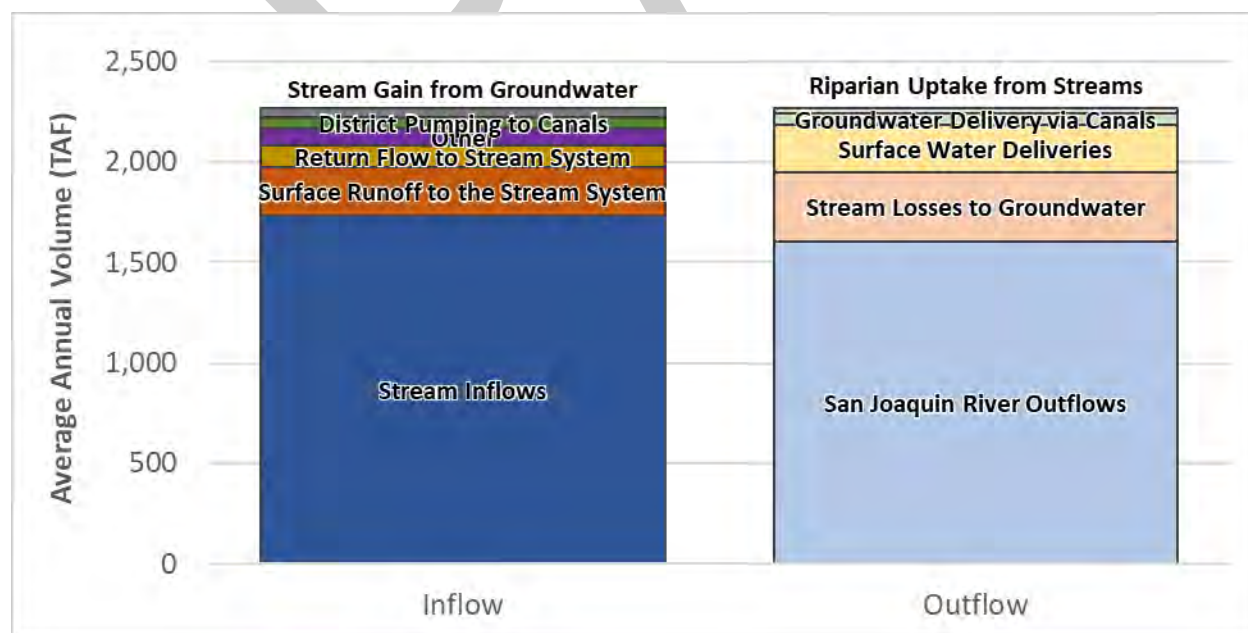 Average Annual Volume (TAF)
2,500
2,000
1,500
1,000
500
0
Stream Gain from Groundwater
District Pumping to Canals
Other
Return Flow to Stream System
Surface Runoff to the Stream System
Stream Inflows
Inflow
Riparian Uptake from Streams
Groundwater Delivery via Canals
Surface Water Deliveries
Stream Losses to Groundwater
San Joaquin River Outflows
Outflow